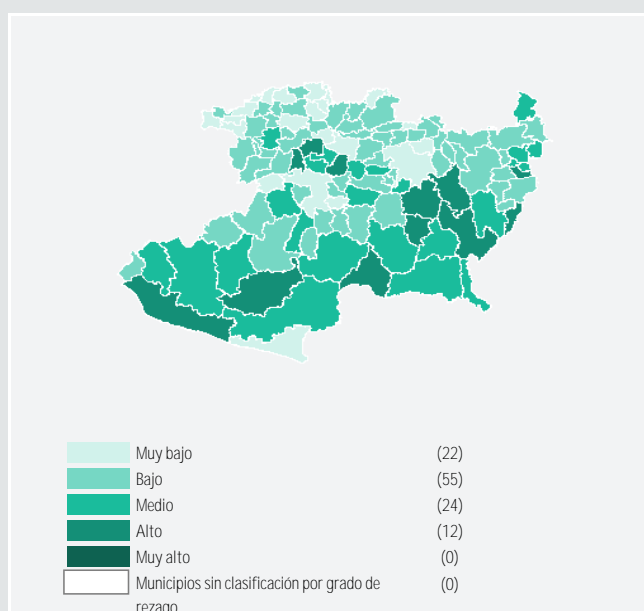 Muy bajo (22)
Bajo (55)
Medio (24)
Alto (12)
Muy alto (0)
Municipios sin clasificación por grado de (0)
rezago